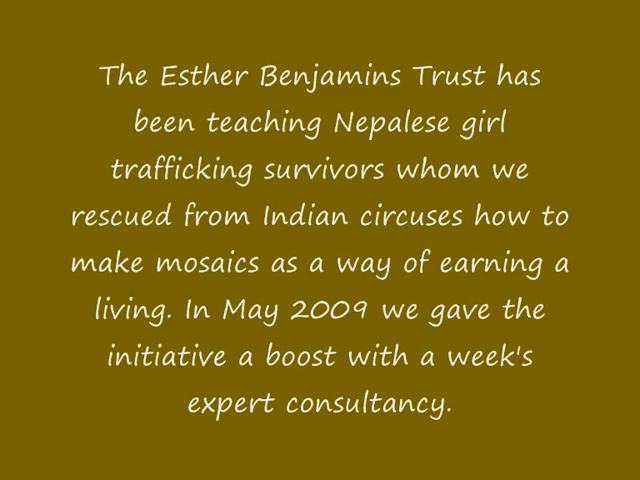 The Esther Benjamins Trust has
been teaching Nepalese girl
trafficking survivors whom we
rescued from Indian circuses how to
make mosaics as a way of earning a
living. In May 2009 we gave the
initiative a boost with a week's
expert consultancy.